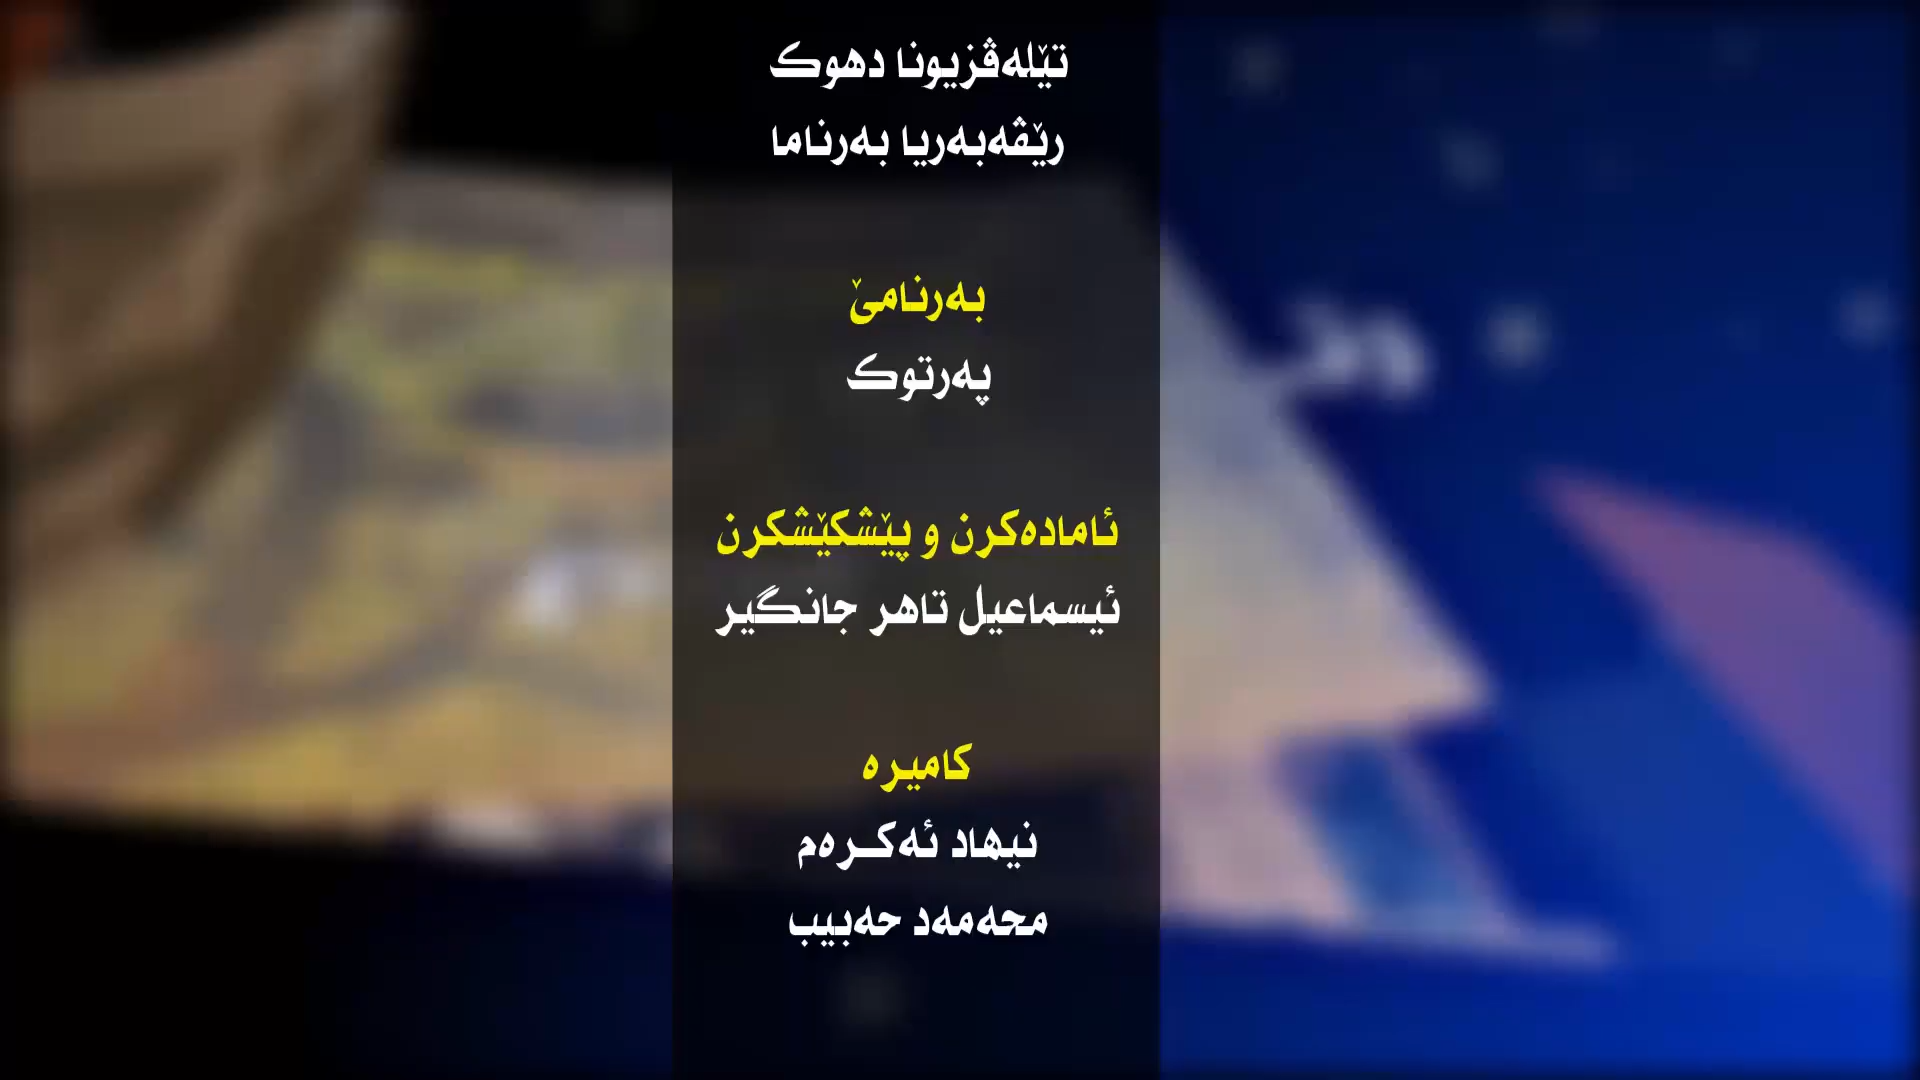 تێلەڤزیونا دهوک
رێڤەبەریا بەرناما
بەرنامێ
پەرتوک
ئامادەکرن و پێشکێشکرن
ئیسماعیل تاهر جانگیر
کامیرە
نیهاد ئەکـرەم
محەمەد حەبیب